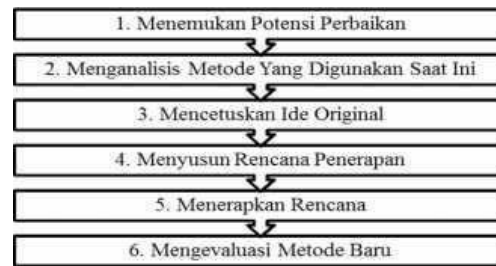 1. Menemukan Potensi Perbaikan
2. Menganalisis Metode Yang Digunakan Saat Ini
3. Mencetuskan Ide Original
4. Menyusun Rencana Penerapan
5. Menerapkan Rencana
6. Mengevaluasi Metode Baru